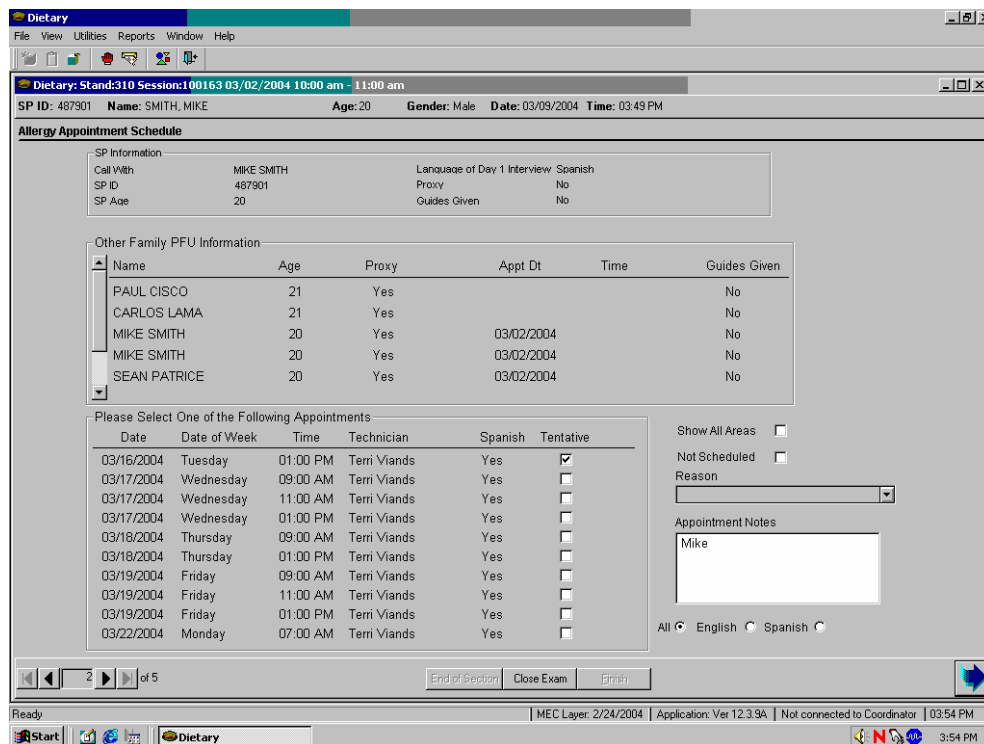 Dietary
File View Utilities Reports Window Help
Dietary: Stand:310 Session:100163 03/02/2004 10:00 am - 11:00 am
SP ID: 487901 Name: SMITH, MIKE Age: 20 Gender: Male Date: 03/09/2004 Time: 03:49 PM
Allergy Appointment Schedule
SP Information
Call With MIKE SMITH Language of Day 1 Interview Spanish
SP ID 487901 Proxy No
SP Age 20 Guides Given No
Other Family PFU Information
Name Age Proxy Appt Dt Time Guides Given
PAUL CISCO 21 Yes No
CARLOS LAMA 21 Yes No
MIKE SMITH 20 Yes 03/02/2004 No
MIKE SMITH 20 Yes 03/02/2004 No
SEAN PATRICE 20 Yes 03/02/2004 No
Please Select One of the Following Appointments
Date Date of Week Time Technician Spanish Tentative
03/16/2004 Tuesday 01:00 PM Terri Viands Yes
03/17/2004 Wednesday 09:00 AM Terri Viands Yes
03/17/2004 Wednesday 11:00 AM Terri Viands Yes
03/17/2004 Wednesday 01:00 PM Terri Viands Yes
03/18/2004 Thursday 09:00 AM Terri Viands Yes
03/18/2004 Thursday 01:00 PM Terri Viands Yes
03/19/2004 Friday 09:00 AM Terri Viands Yes
03/19/2004 Friday 11:00 AM Terri Viands Yes
03/19/2004 Friday 01:00 PM Terri Viands Yes
03/22/2004 Monday 07:00 AM Terri Viands Yes
Show All Areas
Not Scheduled
Reason
Appointment Notes
Mike
All English Spanish
2 of 5
End of Section Close Exam Finish
Ready MEC Layer: 2/24/2004 Application: Ver 12.3.9A Not connected to Coordinator 03:54 PM
Start Dietary N 3:54 PM